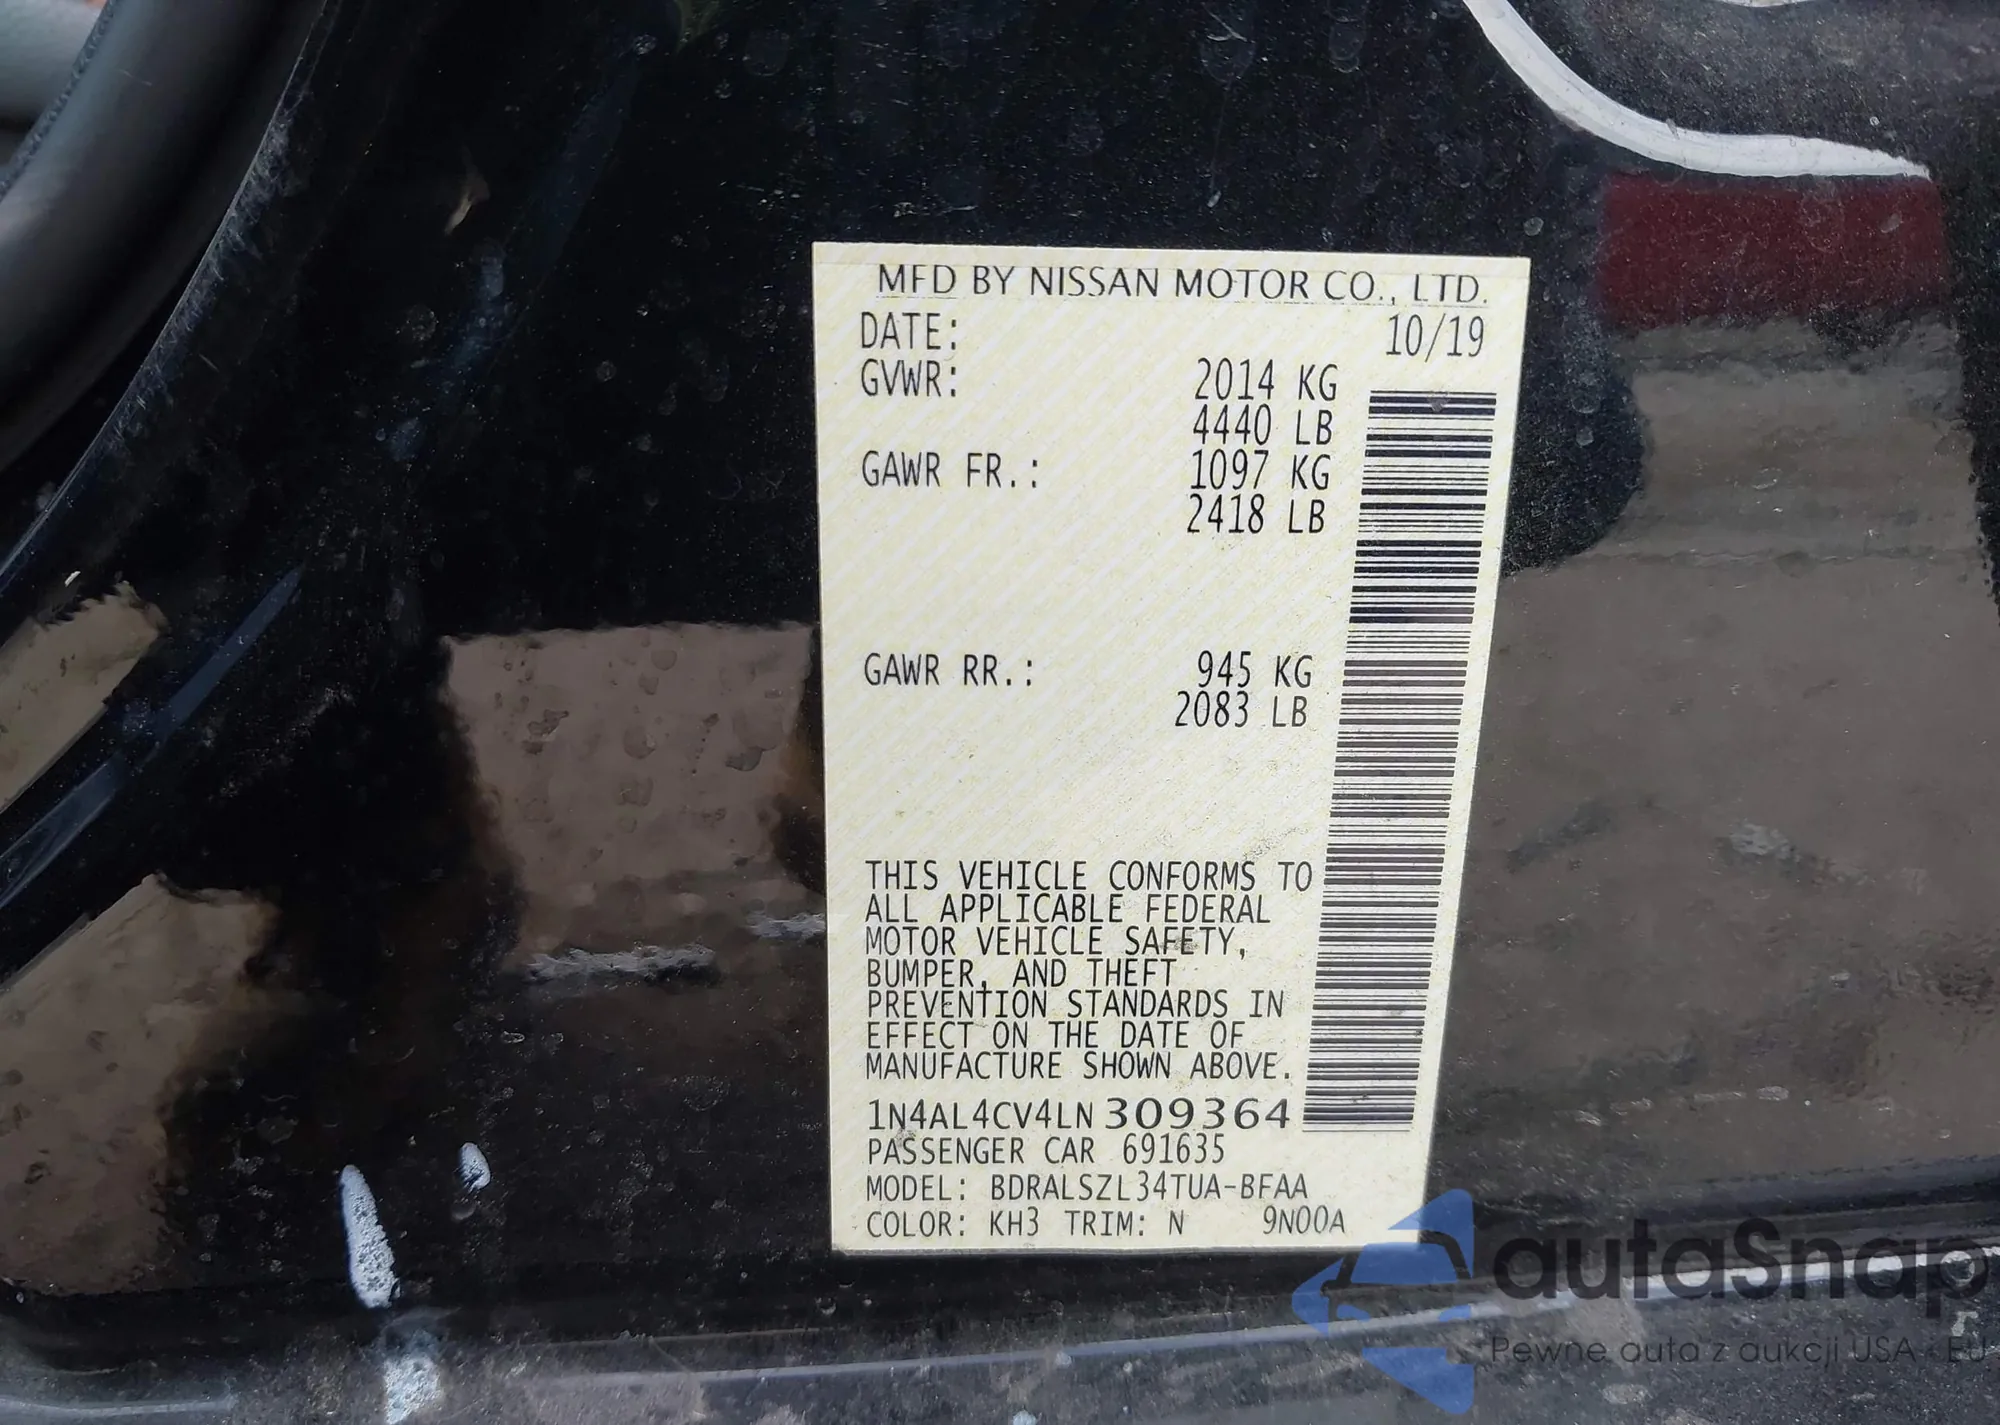 MFD BY NISSAN MOTOR CO., LTD.
DATE: 10/19
GVWR: 2014 KG
4440 LB
GAWR FR.: 1097 KG
2418 LB
GAWR RR.: 945 KG
2083 LB
THIS VEHICLE CONFORMS TO
ALL APPLICABLE FEDERAL
MOTOR VEHICLE SAFETY,
BUMPER, AND THEFT
PREVENTION STANDARDS IN
EFFECT ON THE DATE OF
MANUFACTURE SHOWN ABOVE.
1N4AL4CV4LN309364
PASSENGER CAR 691635
MODEL: BDRALSZL34TUA-BFAA
COLOR: KH3 TRIM: N 9N00A
autaSnap
Pewne auta z aukcji USA - EU